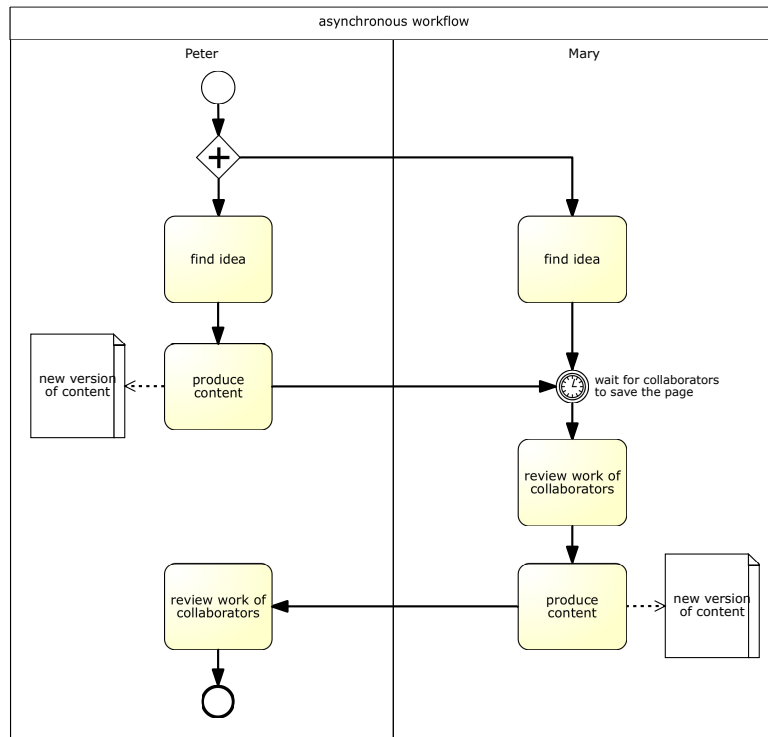 asynchronous workflow
Peter
Mary
find idea
find idea
new version
of content
produce
content
wait for collaborators
to save the page
review work of
collaborators
review work of
collaborators
produce
content
new version
of content